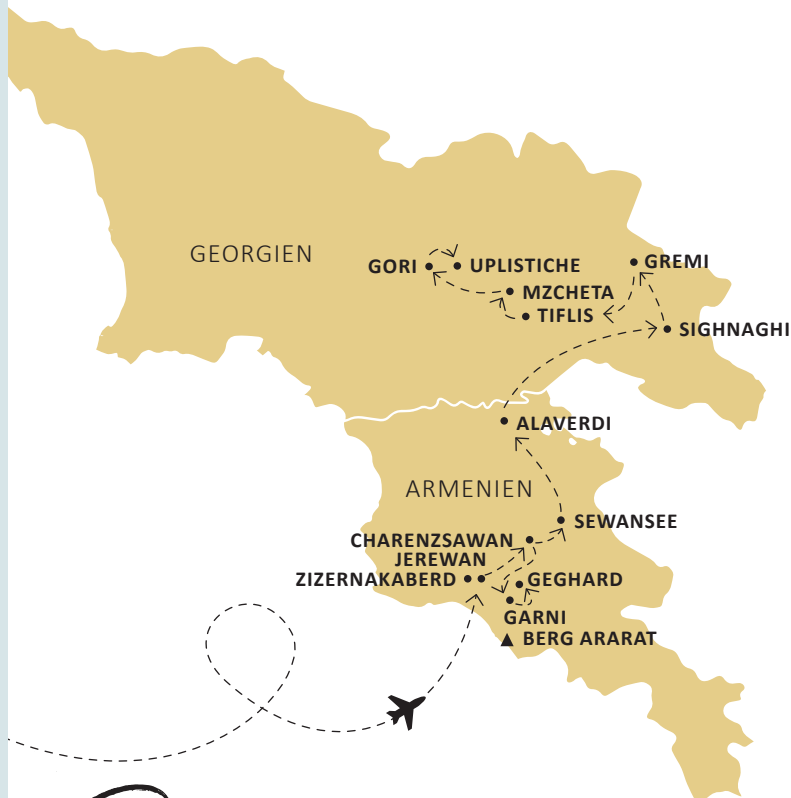 GEORGIEN
GORI
UPLISTICHE
GREMI
MZCHETA
TIFLIS
SIGHNAGHI
ALAVERDI
ARMENIEN
SEWANSEE
CHARENZSAWAN
JEREWAN
ZIZERNAKABERD
GEGHARD
GARNI
BERG ARARAT